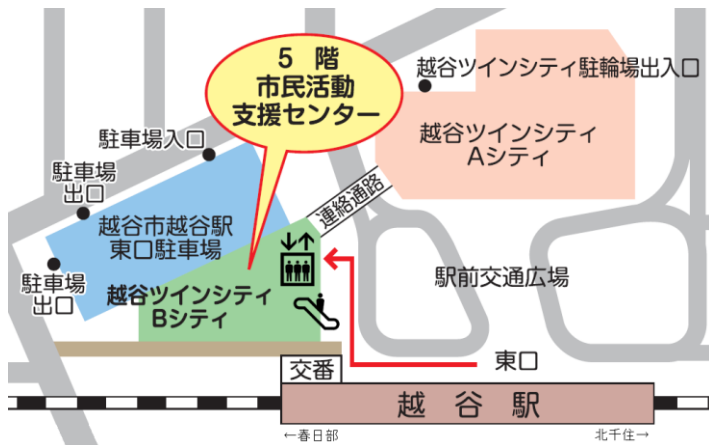 5 階
市民活動
支援センター
越谷ツインシティ駐輪場出入口
越谷ツインシティ
Aシティ
駐車場入口
駐車場
出口
連絡通路
越谷市越谷駅
東口駐車場
駐車場
出口
越谷ツインシティ
Bシティ
駅前交通広場
交番
東口
越谷駅
←春日部
北千住→